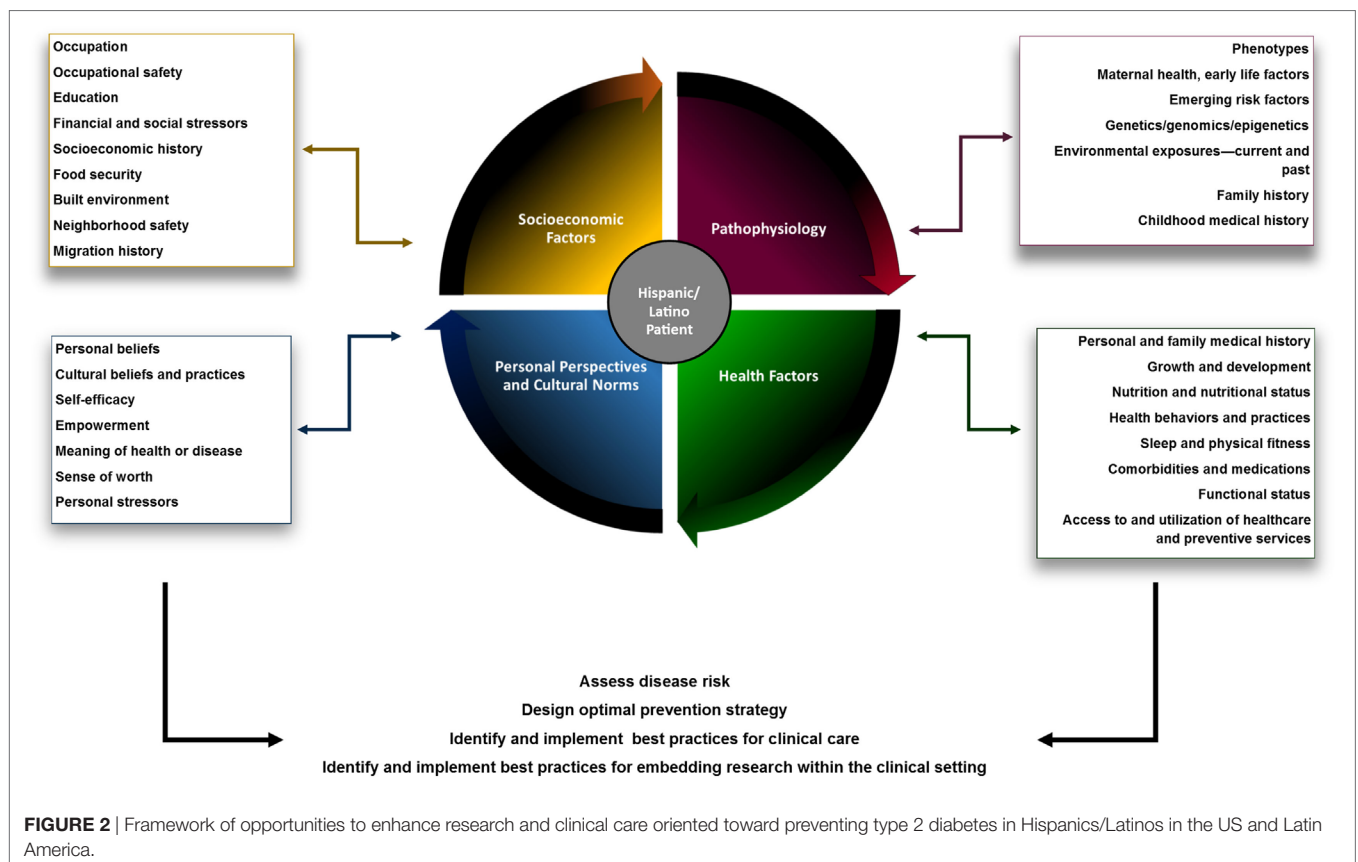 Occupation
Occupational safety
Education
Financial and social stressors
Socioeconomic history
Food security
Built environment
Neighborhood safety
Migration history
Phenotypes
Maternal health, early life factors
Emerging risk factors
Genetics/genomics/epigenetics
Environmental exposures—current and
past
Family history
Childhood medical history
Socioeconomic
Factors
Pathophysiology
Hispanic/
Latino
Patient
Personal Perspectives
and Cultural Norms
Health Factors
Personal beliefs
Cultural beliefs and practices
Self-efficacy
Empowerment
Meaning of health or disease
Sense of worth
Personal stressors
Personal and family medical history
Growth and development
Nutrition and nutritional status
Health behaviors and practices
Sleep and physical fitness
Comorbidities and medications
Functional status
Access to and utilization of healthcare
and preventive services
Assess disease risk
Design optimal prevention strategy
Identify and implement best practices for clinical care
Identify and implement best practices for embedding research within the clinical setting
FIGURE 2 | Framework of opportunities to enhance research and clinical care oriented toward preventing type 2 diabetes in Hispanics/Latinos in the US and Latin
America.